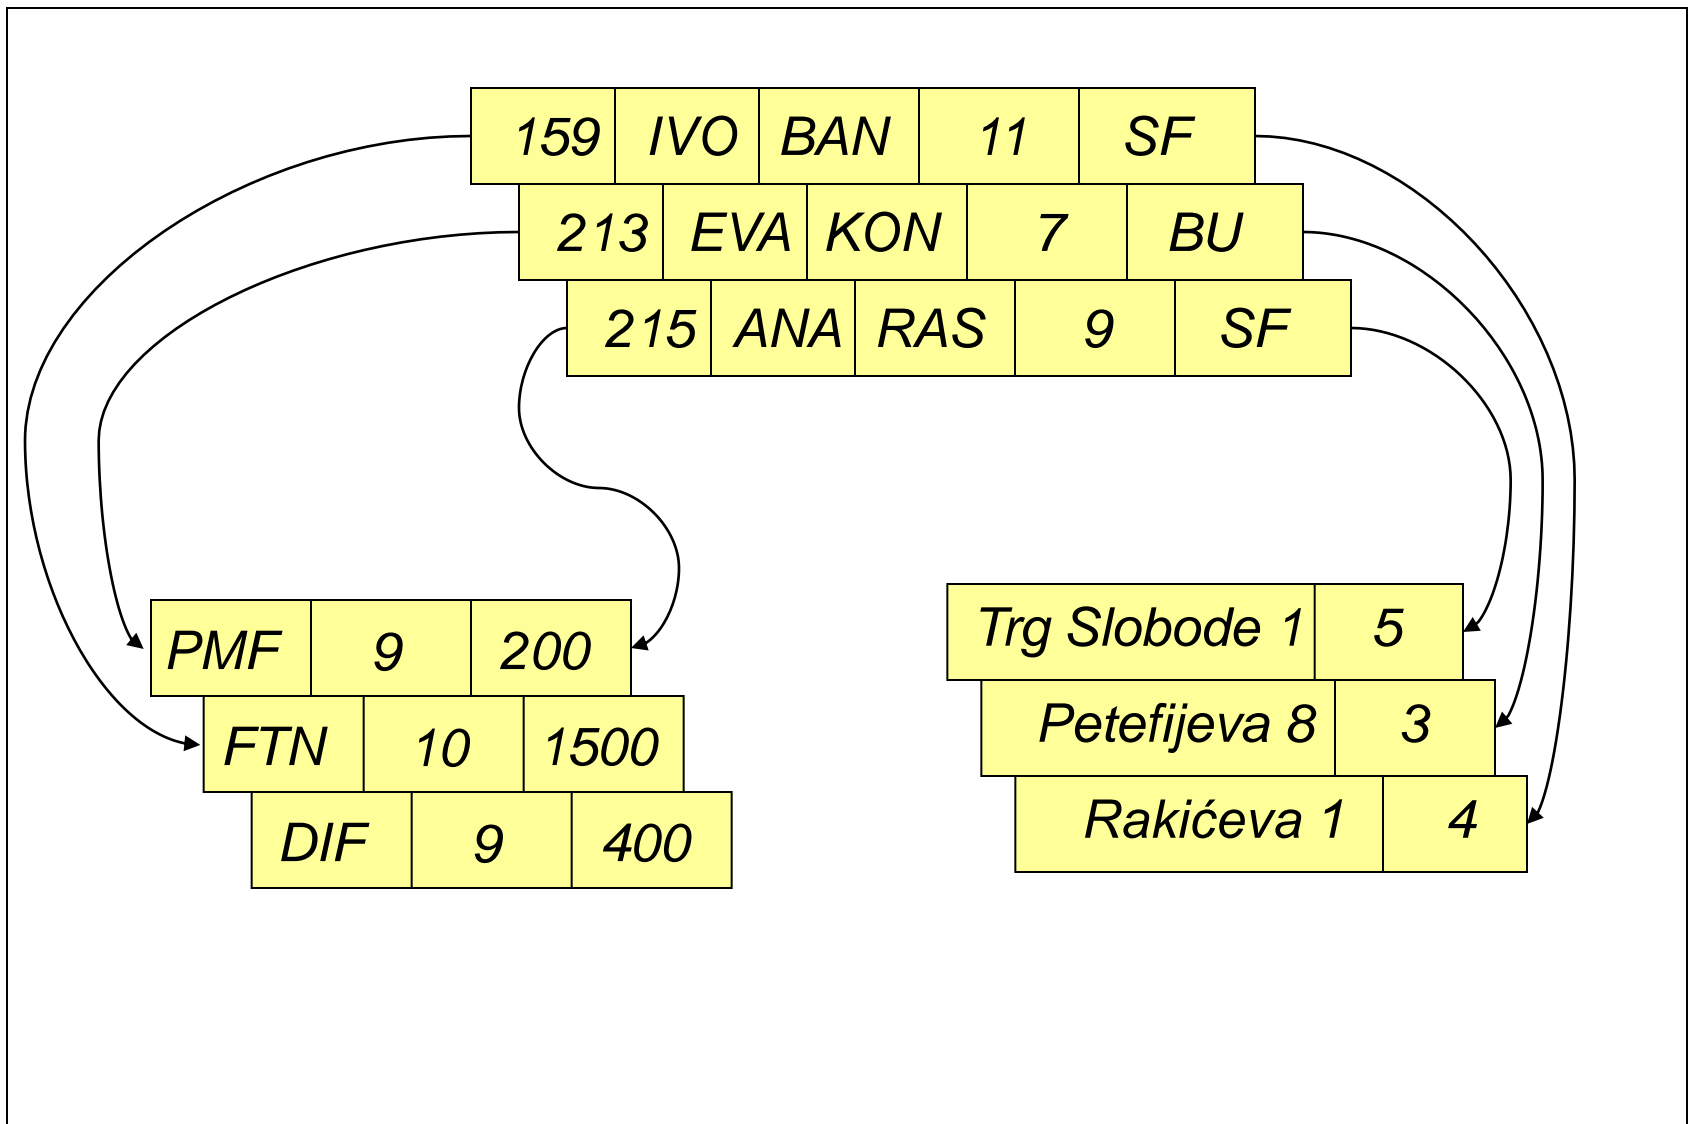 159 IVO BAN 11 SF
213 EVA KON 7 BU
215 ANA RAS 9 SF
PMF 9 200
FTN 10 1500
DIF 9 400
Trg Slobode 1 5
Petefijeva 8 3
Rakićeva 1 4